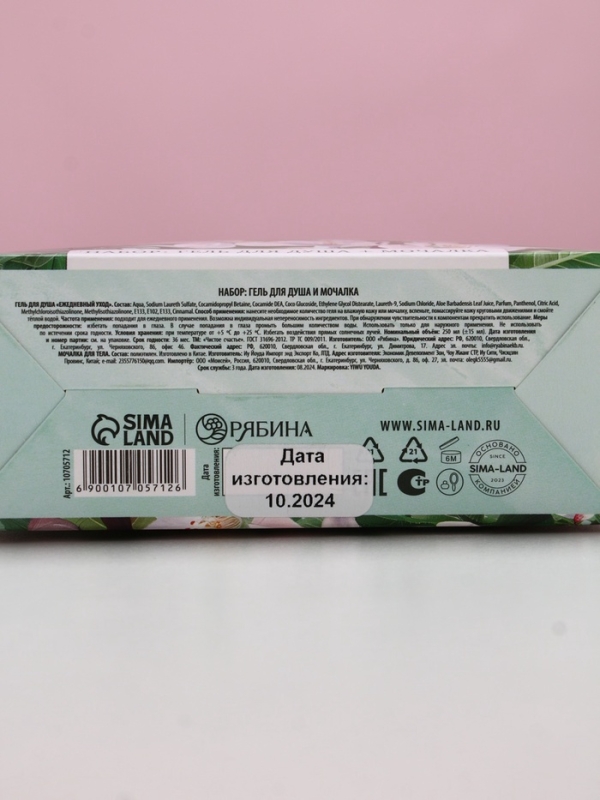 НАБОР: ГЕЛЬ ДЛЯ ДУША И МОЧАЛКА
ГЕЛЬ ДЛЯ ДУША «ЕЖЕДНЕВНЫЙ УХОД». Состав: Aqua, Sodium Laureth Sulfate, Cocamidopropyl Betaine, Cocamide DEA, Coco Glucoside, Ethylene Glycol Distearate, Laureth-9, Sodium Chloride, Aloe Barbadensis Leaf Juice, Parfum, Panthenol, Citric Acid,
Methylchloroisothiazolinone, Methylisothiazolinone, E133, E102, E133, Cinnamal. Способ применения: нанесите необходимое количество геля на влажную кожу или мочалку, вспеньте, помассируйте кожу круговыми движениями и смойте
тёплой водой. Частота применения: подходит для ежедневного применения. Возможна индивидуальная непереносимость ингредиентов. При обнаружении чувствительности к компонентам прекратить использование. Меры
предосторожности: избегать попадания в глаза. В случае попадания в глаза промыть большим количеством воды. Использовать только для наружного применения. Не использовать
по истечении срока годности. Условия хранения: при температуре от +5 °C до +25 °C. Избегать воздействия прямых солнечных лучей. Номинальный объём: 250 мл (±15 мл). Дата изготовления
и номер партии: см. на упаковке. Срок годности: 36 мес. ТМ: «Чистое счастье». ГОСТ 31696-2012. ТР ТС 009/2011. Изготовитель: ООО «Рябина». Юридический адрес: РФ, 620010, Свердловская обл.,
г. Екатеринбург, ул. Черняховского, 86, офис 46. Фактический адрес: РФ, 620010, Свердловская обл., г. Екатеринбург, ул. Димитрова, 17. Адрес эл. почты:
МОЧАЛКА ДЛЯ ТЕЛА. Состав: полиэтилен. Изготовлено в Китае. Изготовитель: Иу Йоуда Импорт энд Экспорт Ко, ЛТД. Адрес изготовителя: Экономик Девелопмент Зон, Чоу Жианг СТР, Иу Сити, Чжэцзян
Провинс, Китай; e-mail: 2355776150@qq.com. Импортёр: ООО «Монсей». Россия, 620010, Свердловская обл., г. Екатеринбург, ул. Черняховского, д. 86, оф. 27, эл. почта: olegk5555@gmail.ru.
Срок службы: 3 года. Дата изготовления: 08.2024. Маркировка: YIWU YOUDA.
SIMA LAND
РЯБИНА
WWW.SIMA-LAND.RU
Арт.: 10705712
6 900107 057126
Дата изготовления:
Дата
изготовления:
10.2024
21
6M
ОСНОВАНО
SINCE
SIMA-LAND
2023
КОМПАНИЕЙ